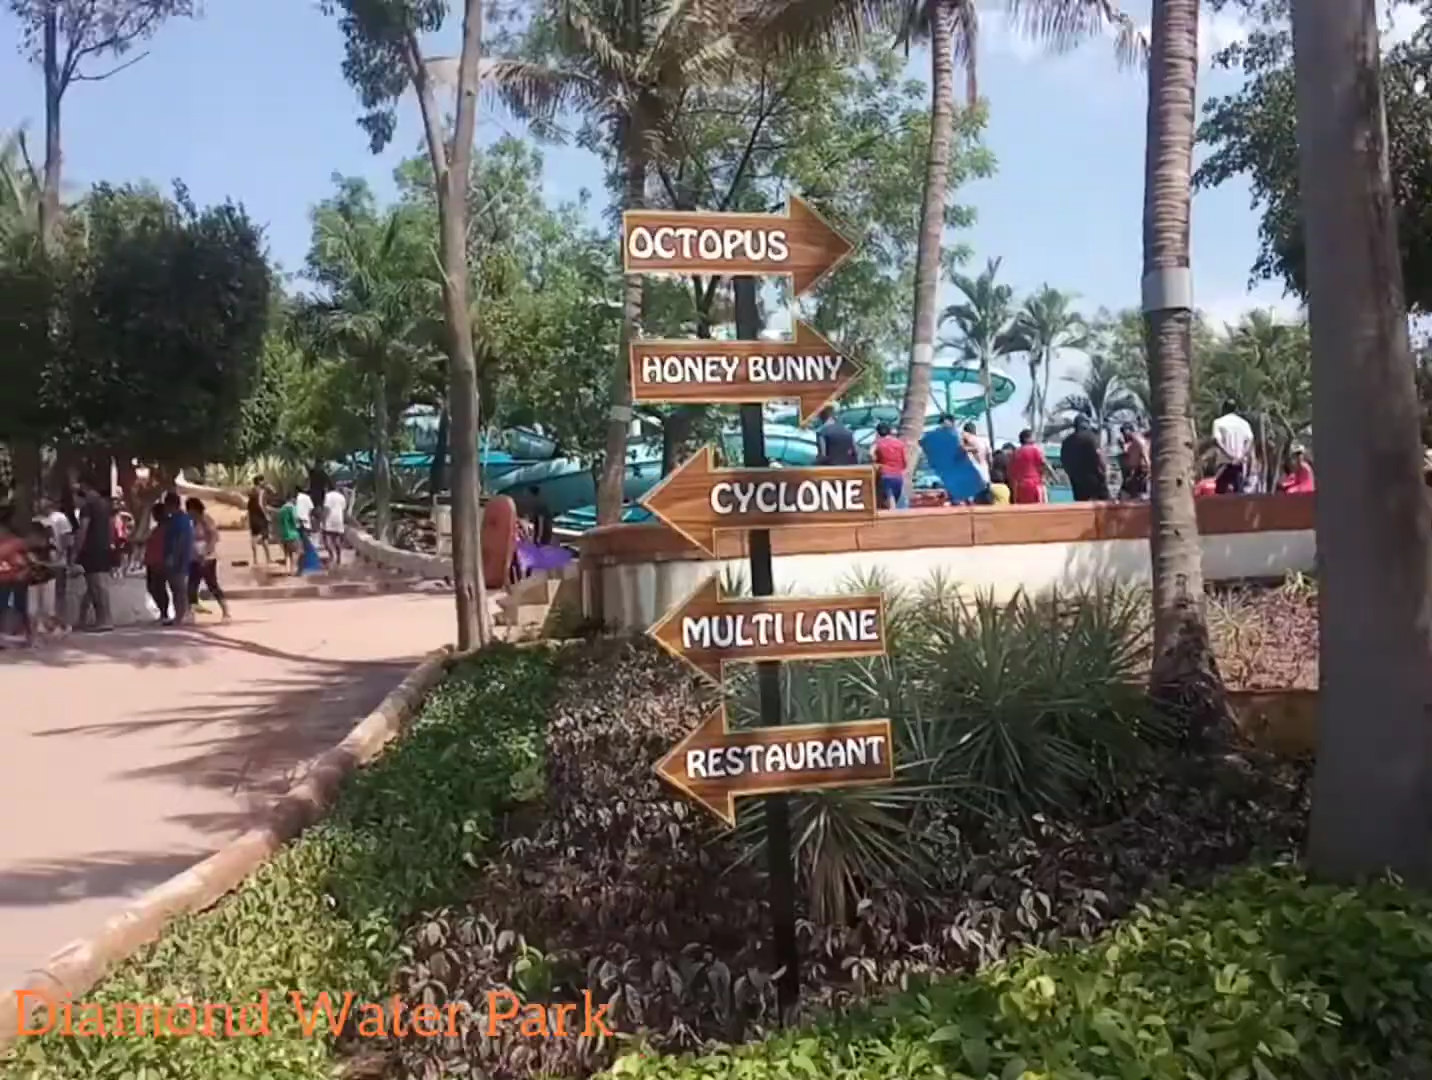 OCTOPUS
HONEY BUNNY
CYCLONE
MULTI LANE
RESTAURANT
Diamond Water Park